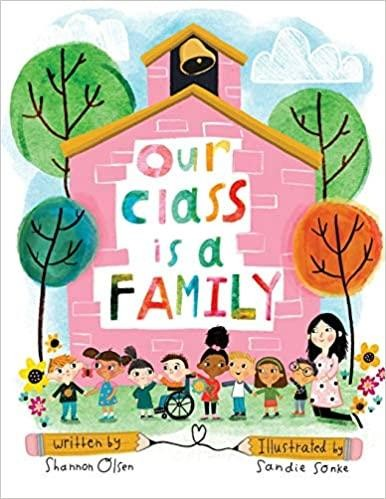 our
class
is a
FAMILY
written by
Shannon Olsen
Illustrated by
Sandie Sonke